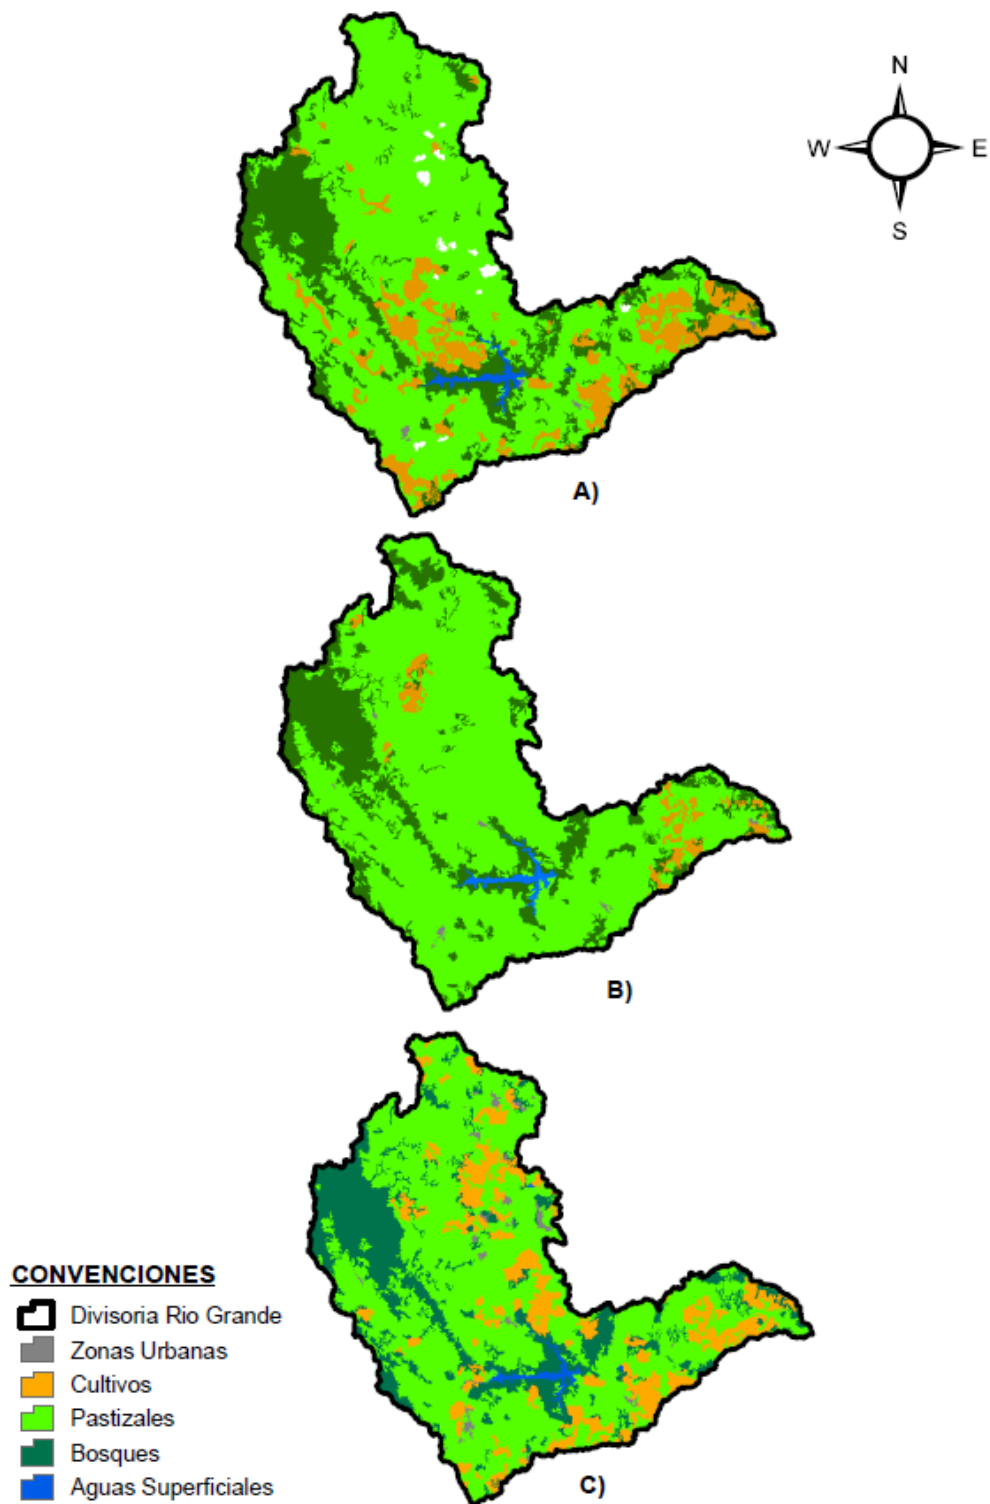 N
W E
S
A)
B)
CONVENCIONES
Divisoria Rio Grande
Zonas Urbanas
Cultivos
Pastizales
Bosques
Aguas Superficiales
C)